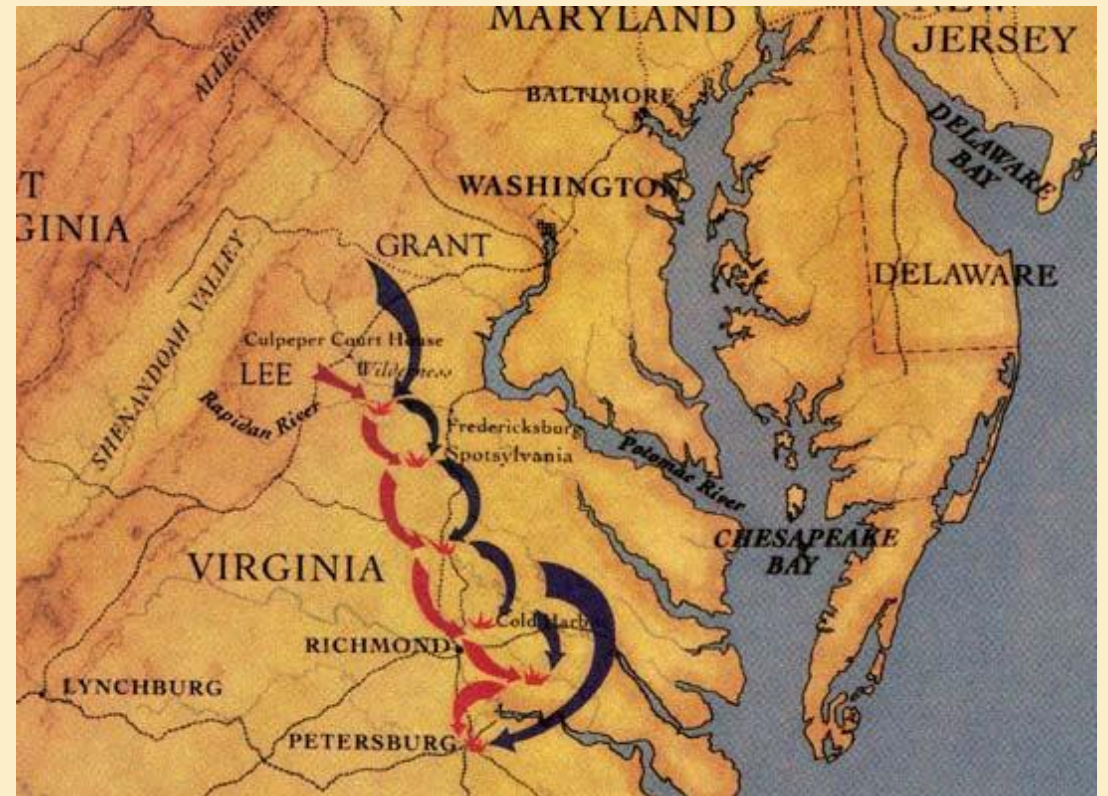 MARYLAND
NEW
JERSEY
BALTIMORE
DELAWARE
BAY
T
GINIA
WASHINGTON
GRANT
SHENANDOAH VALLEY
DELAWARE
Culpeper Court House
LEE
Wilderness
Rapidan River
Fredericksburg
Spotsylvania
Potomac River
CHESAPEAKE
BAY
VIRGINIA
Cold Harbor
RICHMOND
LYNCHBURG
PETERSBURG